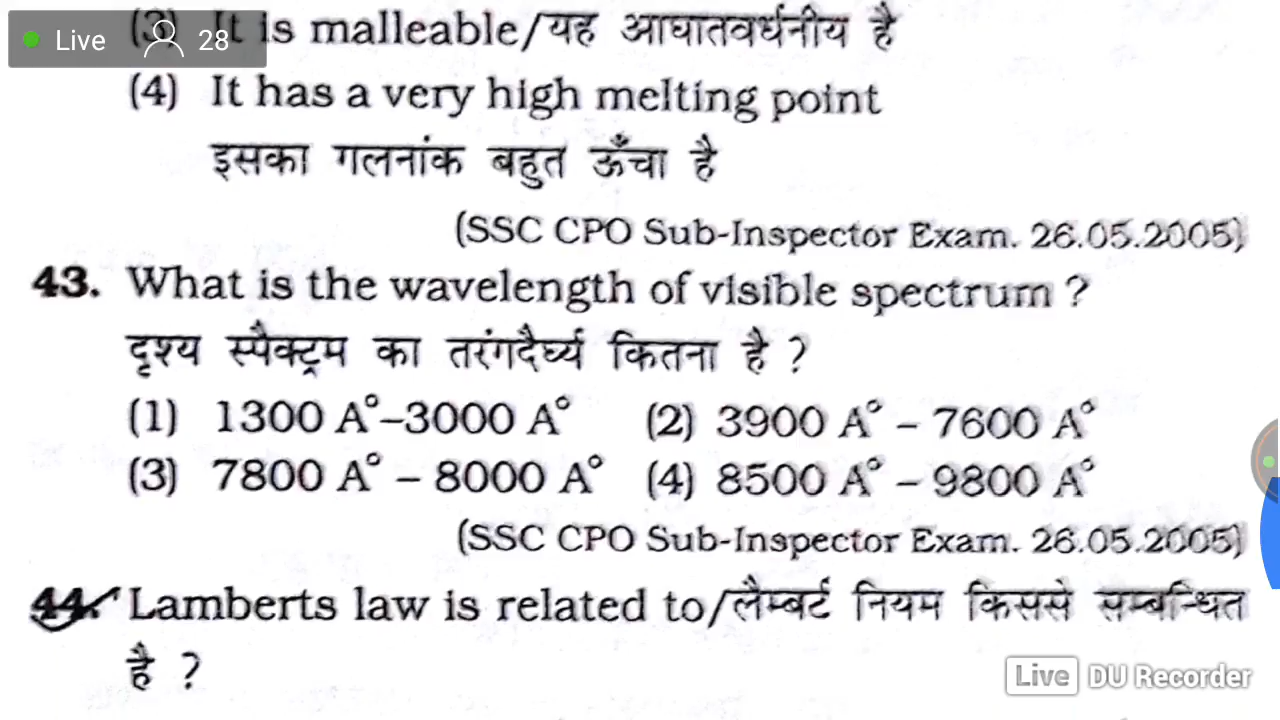 Live 28
(3) It is malleable/यह आघातवर्धनीय है
(4) It has a very high melting point
इसका गलनांक बहुत ऊँचा है
(SSC CPO Sub-Inspector Exam. 26.05.2005)
43. What is the wavelength of visible spectrum ?
दृश्य स्पैक्ट्रम का तरंगदैर्घ्य कितना है ?
(1) 1300 A°–3000 A° (2) 3900 A° – 7600 A°
(3) 7800 A° – 8000 A° (4) 8500 A° – 9800 A°
(SSC CPO Sub-Inspector Exam. 26.05.2005)
44. Lamberts law is related to/लैम्बर्ट नियम किससे सम्बन्धित
है ?
Live DU Recorder